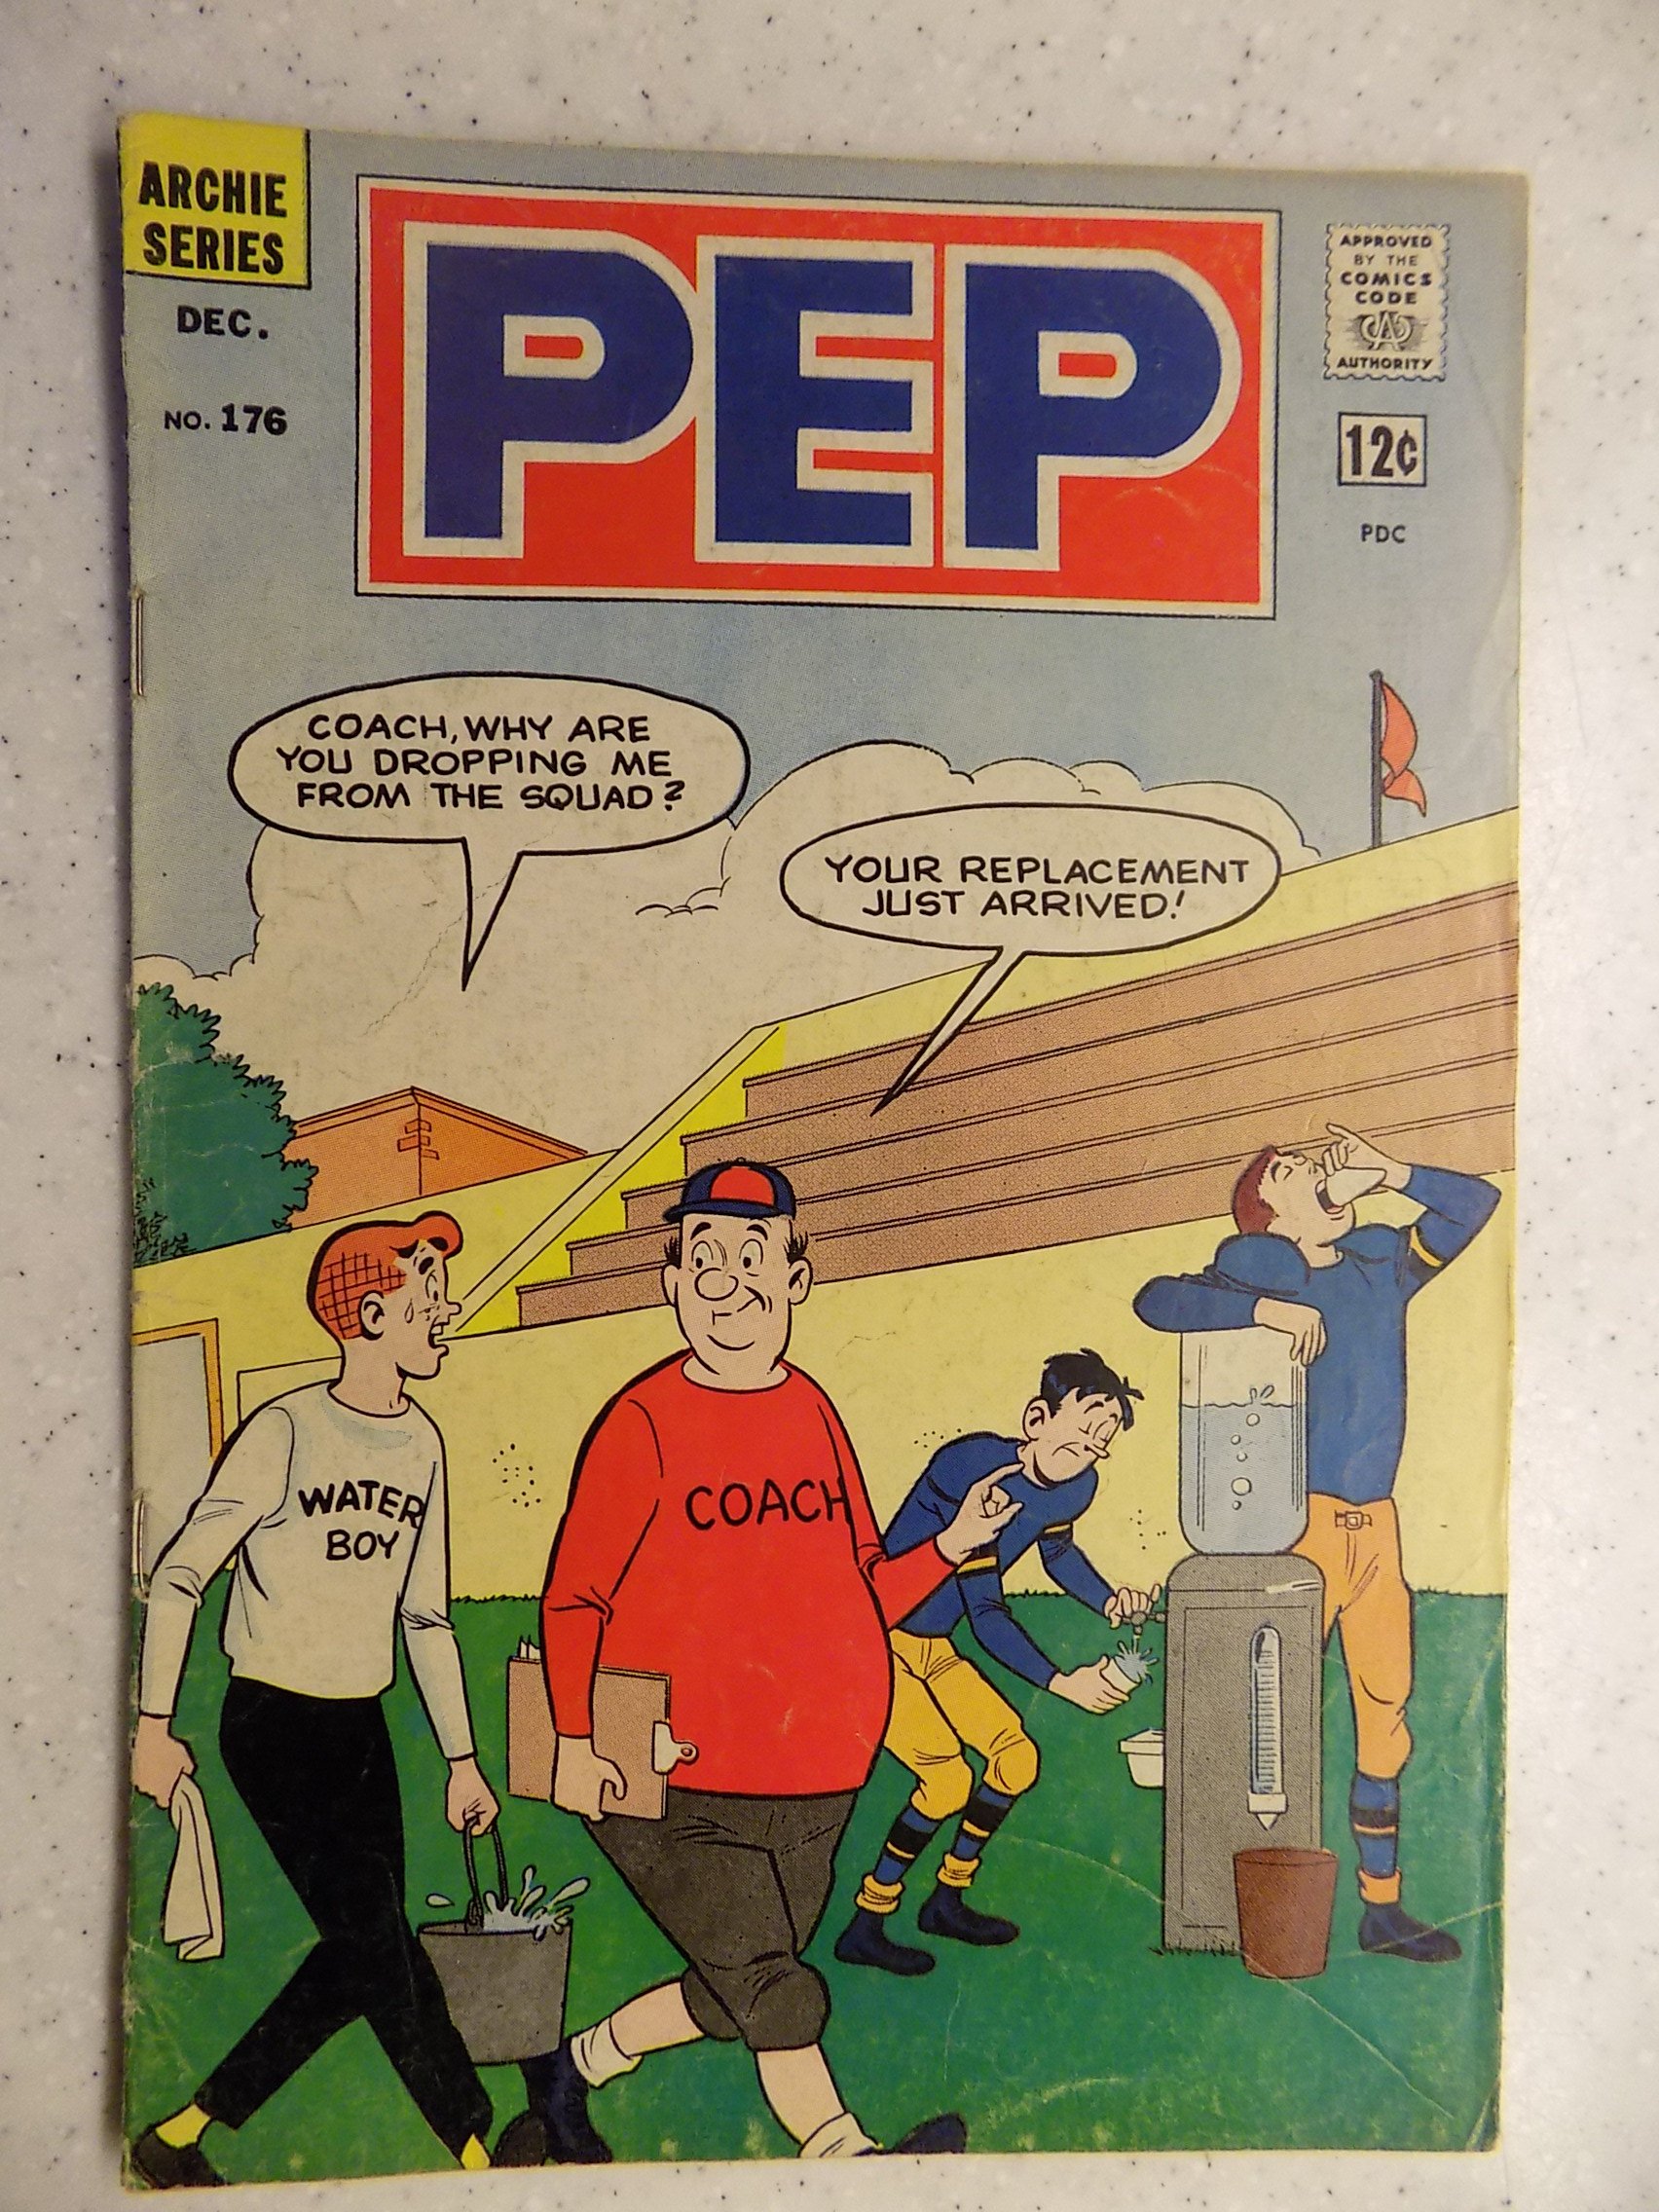 ARCHIE
SERIES
DEC.
NO. 176
PEP
APPROVED
BY THE
COMICS
CODE
CA
AUTHORITY
12¢
PDC
COACH, WHY ARE
YOU DROPPING ME
FROM THE SQUAD?
YOUR REPLACEMENT
JUST ARRIVED!
WATER
BOY
COACH